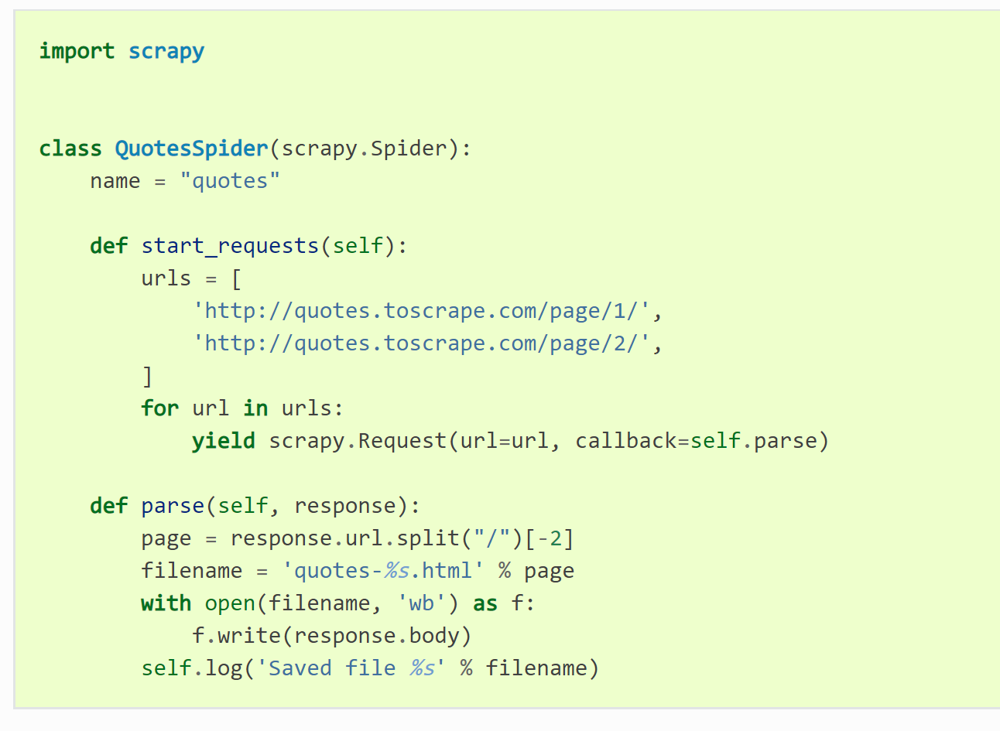 import scrapy
class QuotesSpider(scrapy.Spider):
    name = "quotes"
    def start_requests(self):
        urls = [
            'http://quotes.toscrape.com/page/1/',
            'http://quotes.toscrape.com/page/2/',
        ]
        for url in urls:
            yield scrapy.Request(url=url, callback=self.parse)
    def parse(self, response):
        page = response.url.split("/")[-2]
        filename = 'quotes-%s.html' % page
        with open(filename, 'wb') as f:
            f.write(response.body)
        self.log('Saved file %s' % filename)